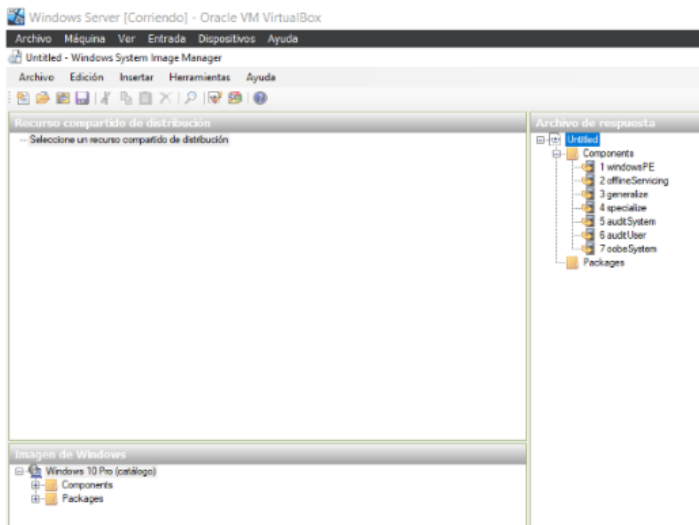 Windows Server [Corriendo] - Oracle VM VirtualBox
Archivo Máquina Ver Entrada Dispositivos Ayuda
Untitled - Windows System Image Manager
Archivo Edición Insertar Herramientas Ayuda
Recurso compartido de distribución
Seleccione un recurso compartido de distribución
Archivo de respuesta
Untitled
Components
1 windowsPE
2 offlineServicing
3 generalize
4 specialize
5 auditSystem
6 auditUser
7 oobeSystem
Packages
Imagen de Windows
Windows 10 Pro (catálogo)
Components
Packages